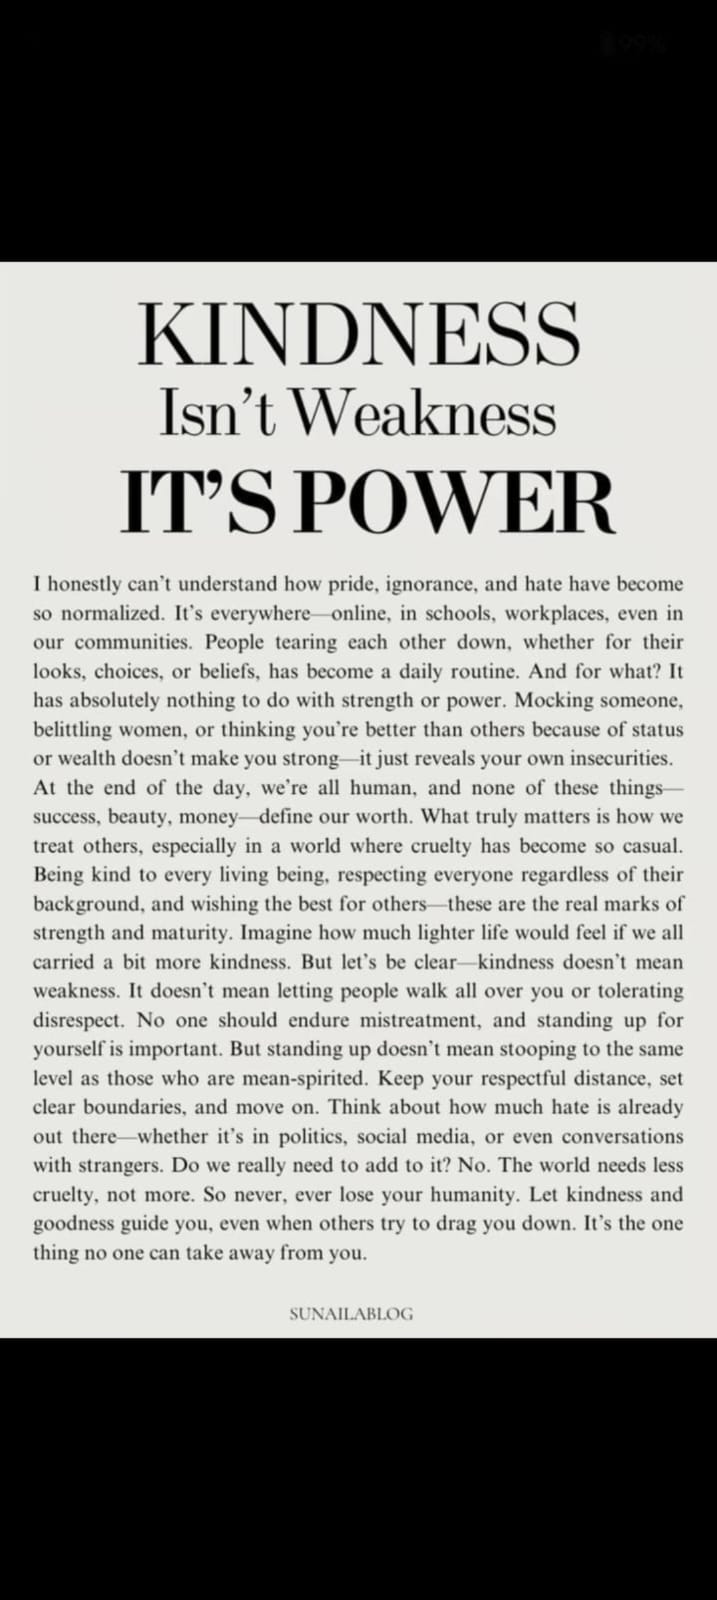 KINDNESS
Isn’t Weakness
IT’S POWER
I honestly can’t understand how pride, ignorance, and hate have become
so normalized. It’s everywhere—online, in schools, workplaces, even in
our communities. People tearing each other down, whether for their
looks, choices, or beliefs, has become a daily routine. And for what? It
has absolutely nothing to do with strength or power. Mocking someone,
belittling women, or thinking you’re better than others because of status
or wealth doesn’t make you strong—it just reveals your own insecurities.
At the end of the day, we’re all human, and none of these things—
success, beauty, money—define our worth. What truly matters is how we
treat others, especially in a world where cruelty has become so casual.
Being kind to every living being, respecting everyone regardless of their
background, and wishing the best for others—these are the real marks of
strength and maturity. Imagine how much lighter life would feel if we all
carried a bit more kindness. But let’s be clear—kindness doesn’t mean
weakness. It doesn’t mean letting people walk all over you or tolerating
disrespect. No one should endure mistreatment, and standing up for
yourself is important. But standing up doesn’t mean stooping to the same
level as those who are mean-spirited. Keep your respectful distance, set
clear boundaries, and move on. Think about how much hate is already
out there—whether it’s in politics, social media, or even conversations
with strangers. Do we really need to add to it? No. The world needs less
cruelty, not more. So never, ever lose your humanity. Let kindness and
goodness guide you, even when others try to drag you down. It’s the one
thing no one can take away from you.
SUNAILABLOG